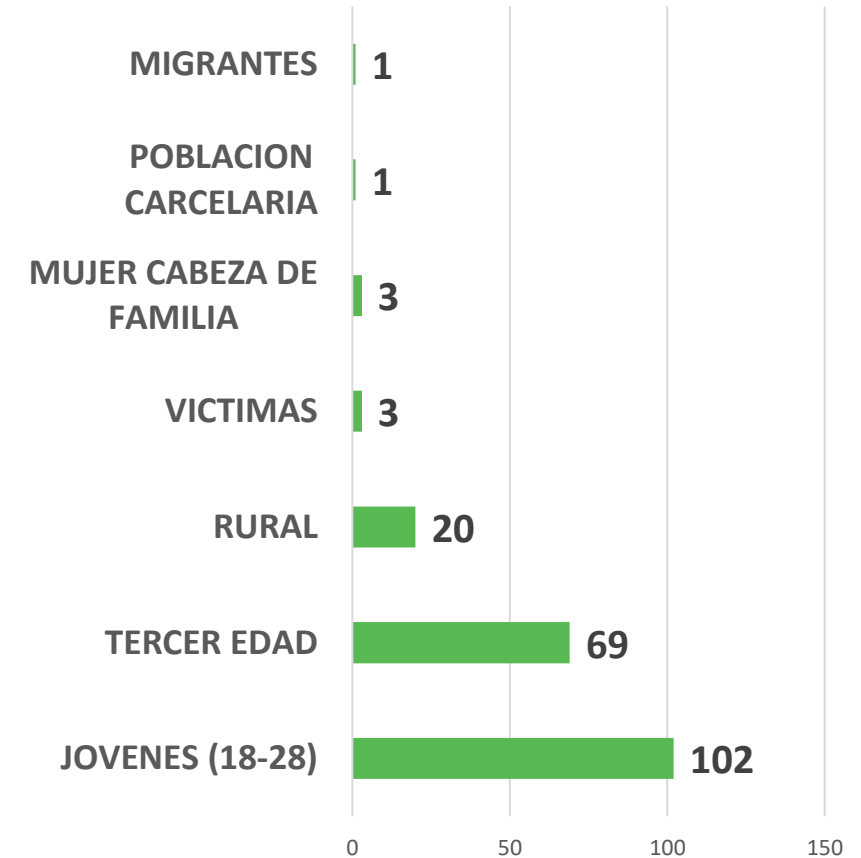 MIGRANTES 1
POBLACION
CARCELARIA 1
MUJER CABEZA DE
FAMILIA 3
VICTIMAS 3
RURAL 20
TERCER EDAD 69
JOVENES (18-28) 102
0 50 100 150